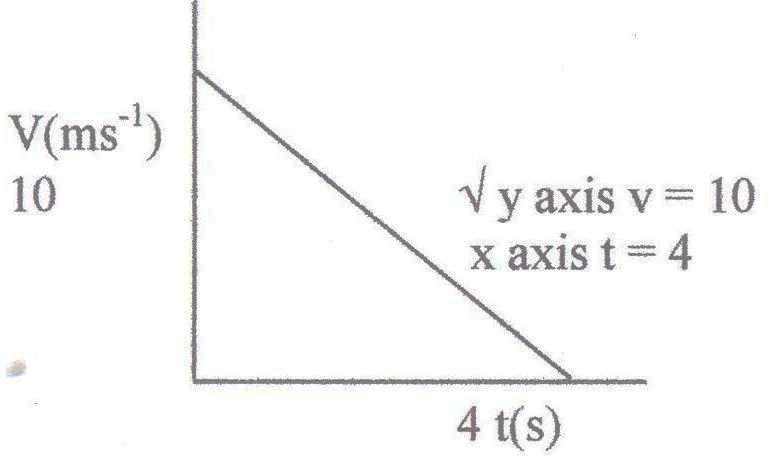 V(ms⁻¹)
10
√ y axis v = 10
x axis t = 4
4 t(s)